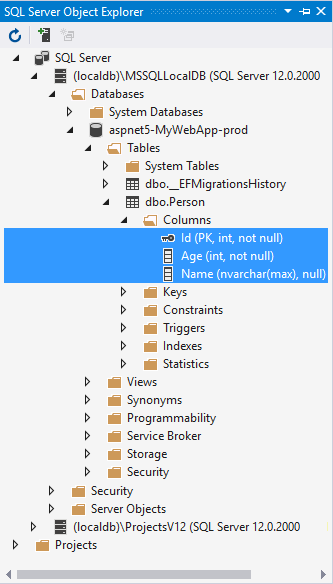 SQL Server Object Explorer
SQL Server
(localdb)\MSSQLLocalDB (SQL Server 12.0.2000
Databases
System Databases
aspnet5-MyWebApp-prod
Tables
System Tables
dbo.__EFMigrationsHistory
dbo.Person
Columns
Id (PK, int, not null)
Age (int, not null)
Name (nvarchar(max), null)
Keys
Constraints
Triggers
Indexes
Statistics
Views
Synonyms
Programmability
Service Broker
Storage
Security
Security
Server Objects
(localdb)\ProjectsV12 (SQL Server 12.0.2000
Projects